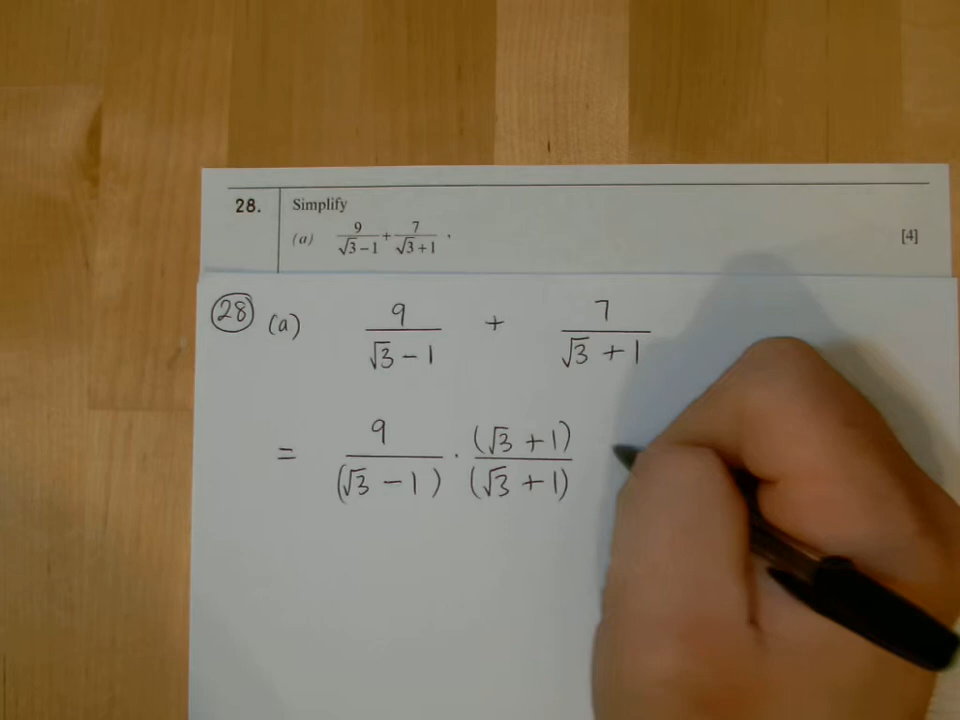 28. Simplify
(a) 9/(√3−1) + 7/(√3+1) . [4]
28 (a) 9/(√3 − 1) + 7/(√3 + 1)
= 9/(√3 − 1) · (√3 + 1)/(√3 + 1)